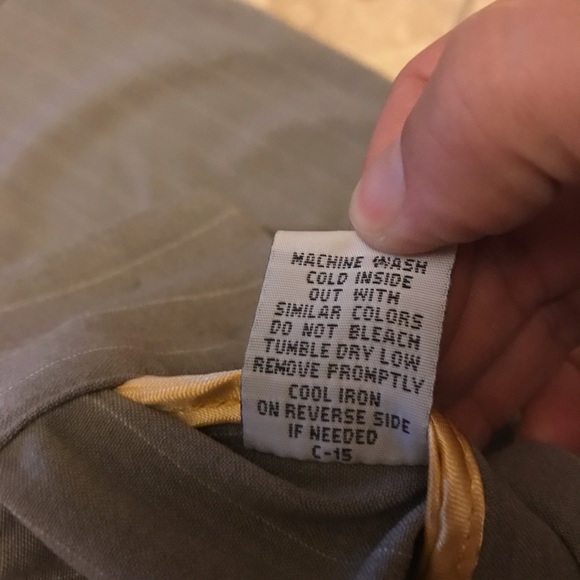 MACHINE WASH
COLD INSIDE
OUT WITH
SIMILAR COLORS
DO NOT BLEACH
TUMBLE DRY LOW
REMOVE PROMPTLY
COOL IRON
ON REVERSE SIDE
IF NEEDED
C-15